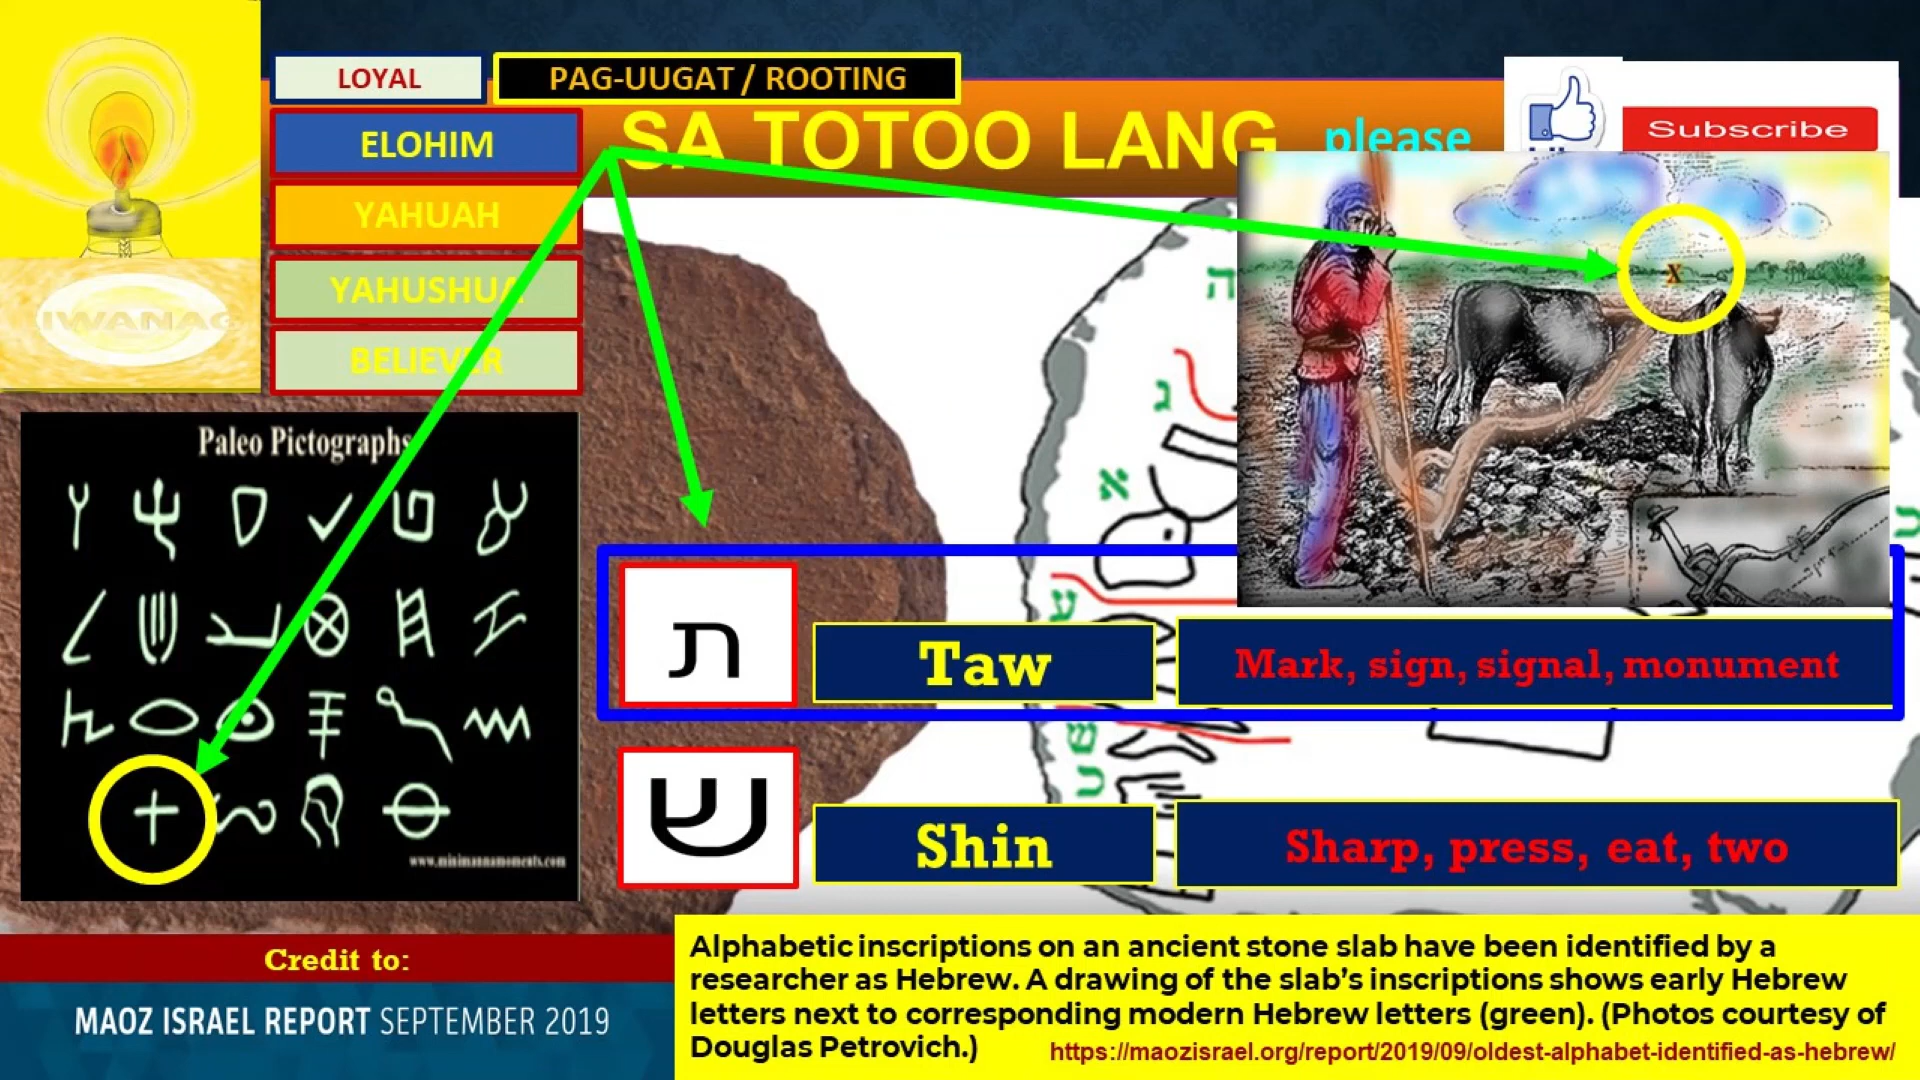 LOYAL
PAG-UUGAT / ROOTING
ELOHIM
SA TOTOO LANG
please
Subscribe
YAHUAH
YAHUSHUA
BELIEVER
ה
ג
א
x
Paleo Pictographs
ע
ת
Taw
Mark, sign, signal, monument
ש
Shin
Sharp, press, eat, two
www.minimannamoments.com
Credit to:
MAOZ ISRAEL REPORT SEPTEMBER 2019
Alphabetic inscriptions on an ancient stone slab have been identified by a
researcher as Hebrew. A drawing of the slab's inscriptions shows early Hebrew
letters next to corresponding modern Hebrew letters (green). (Photos courtesy of
Douglas Petrovich.)
https://maozisrael.org/report/2019/09/oldest-alphabet-identified-as-hebrew/